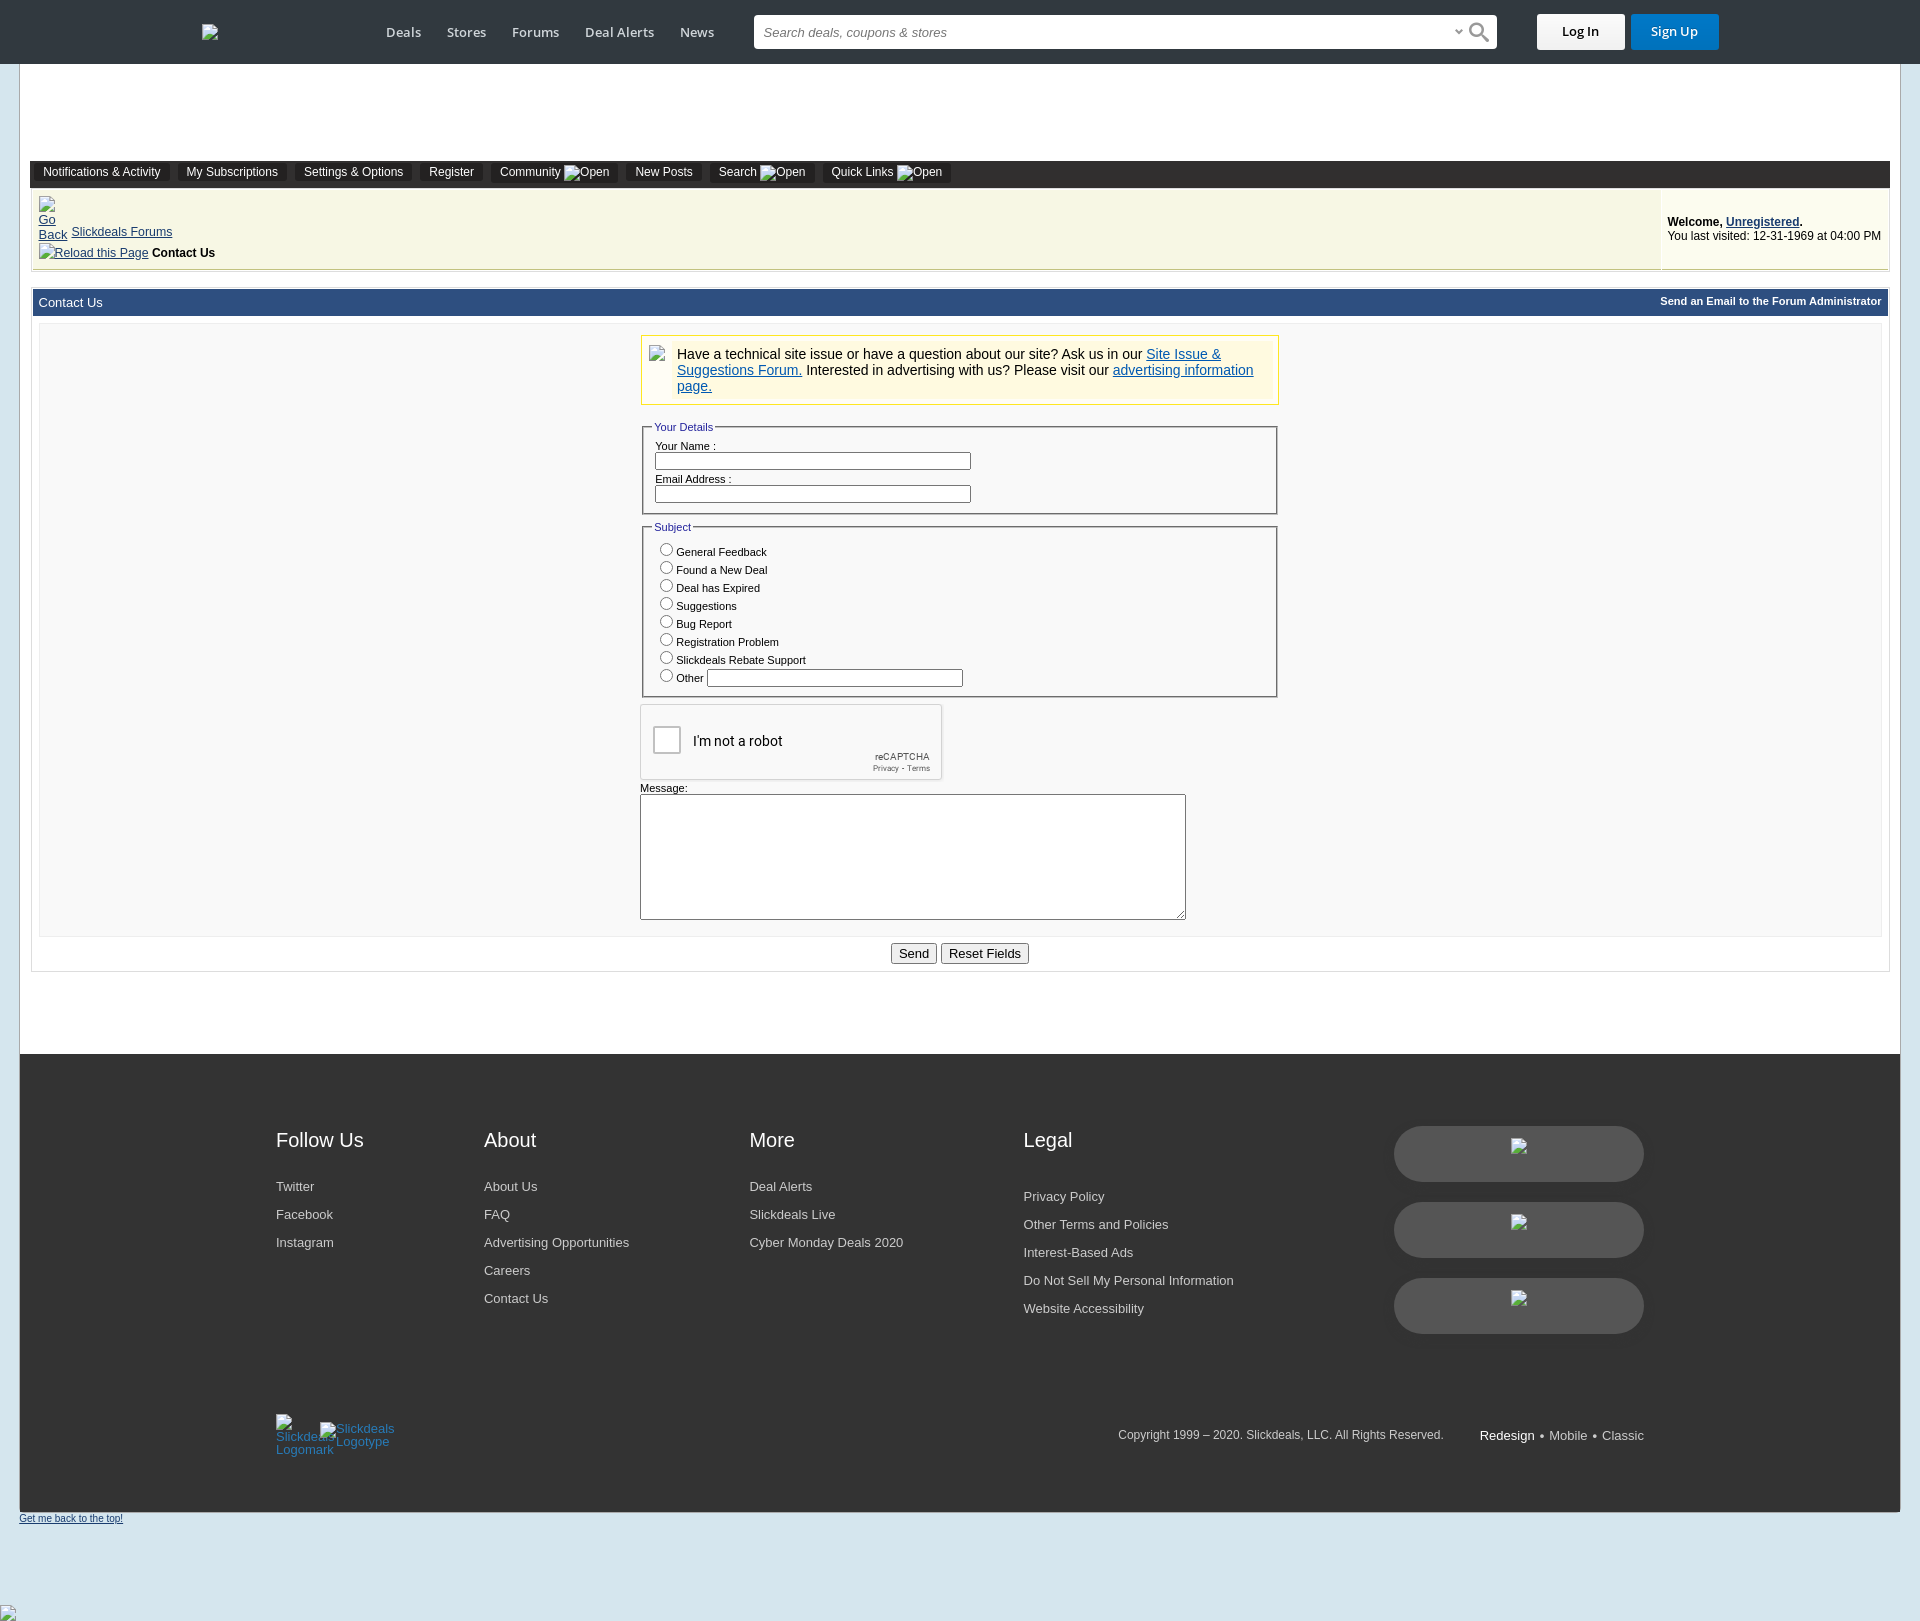 Deals Stores Forums Deal Alerts News Search deals, coupons & stores Log In Sign Up
Notifications & Activity My Subscriptions Settings & Options Register Community Open New Posts Search Open Quick Links Open
Go
Back Slickdeals Forums
Reload this Page Contact Us
Welcome, Unregistered.
You last visited: 12-31-1969 at 04:00 PM
Contact Us Send an Email to the Forum Administrator
Have a technical site issue or have a question about our site? Ask us in our Site Issue &
Suggestions Forum. Interested in advertising with us? Please visit our advertising information
page.
Your Details
Your Name :
Email Address :
Subject
General Feedback
Found a New Deal
Deal has Expired
Suggestions
Bug Report
Registration Problem
Slickdeals Rebate Support
Other
I'm not a robot
reCAPTCHA
Privacy - Terms
Message:
Send Reset Fields
Follow Us
Twitter
Facebook
Instagram
About
About Us
FAQ
Advertising Opportunities
Careers
Contact Us
More
Deal Alerts
Slickdeals Live
Cyber Monday Deals 2020
Legal
Privacy Policy
Other Terms and Policies
Interest-Based Ads
Do Not Sell My Personal Information
Website Accessibility
Slickdeals
Logomark
Slickdeals
Logotype
Copyright 1999 – 2020. Slickdeals, LLC. All Rights Reserved. Redesign • Mobile • Classic
Get me back to the top!